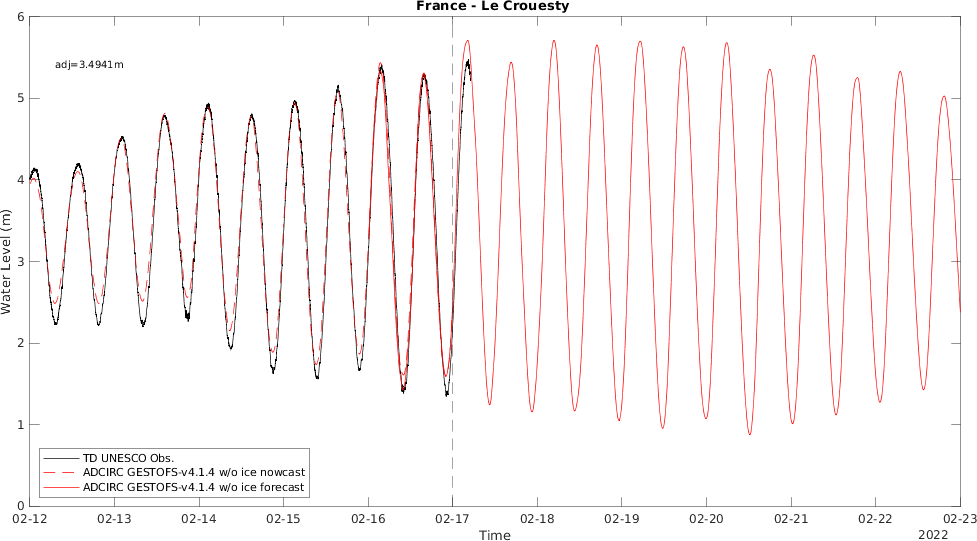 France - Le Crouesty
adj=3.4941m
6
5
4
3
2
1
0
Water Level (m)
TD UNESCO Obs.
ADCIRC GESTOFS-v4.1.4 w/o ice nowcast
ADCIRC GESTOFS-v4.1.4 w/o ice forecast
02-12 02-13 02-14 02-15 02-16 02-17 02-18 02-19 02-20 02-21 02-22 02-23
Time
2022